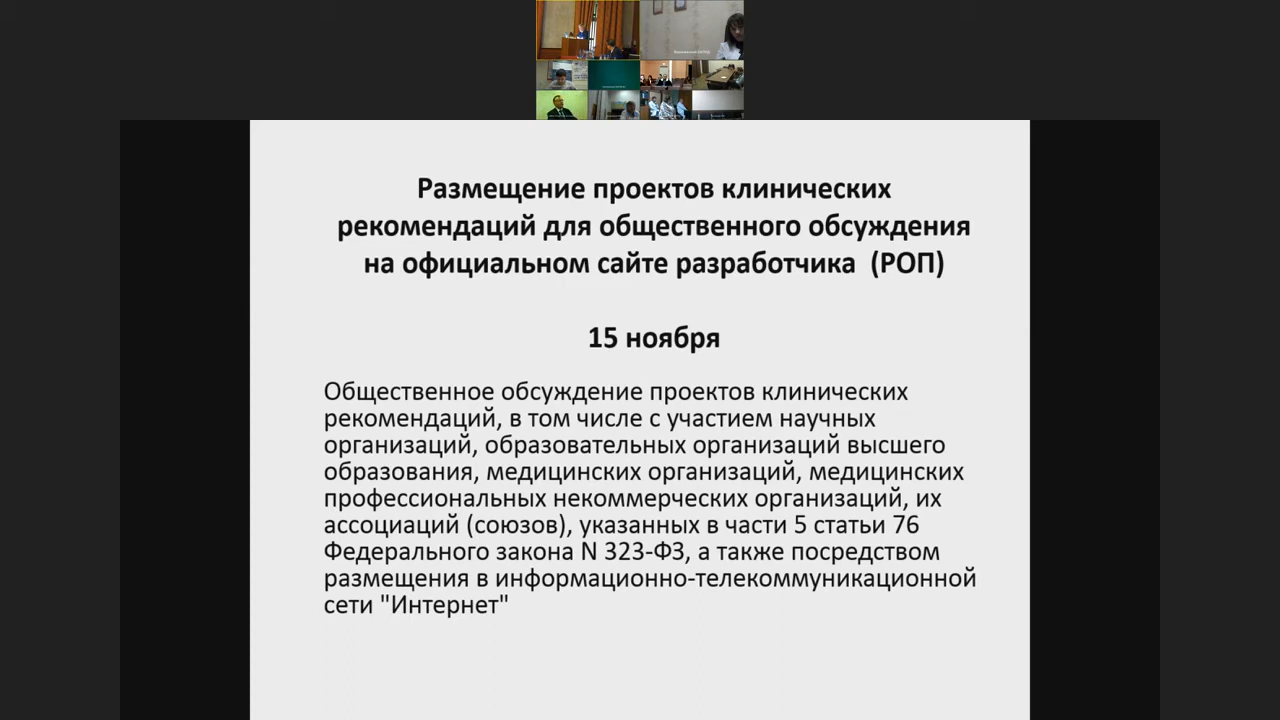 Размещение проектов клинических
рекомендаций для общественного обсуждения
на официальном сайте разработчика (РОП)
15 ноября
Общественное обсуждение проектов клинических
рекомендаций, в том числе с участием научных
организаций, образовательных организаций высшего
образования, медицинских организаций, медицинских
профессиональных некоммерческих организаций, их
ассоциаций (союзов), указанных в части 5 статьи 76
Федерального закона N 323-ФЗ, а также посредством
размещения в информационно-телекоммуникационной
сети "Интернет"